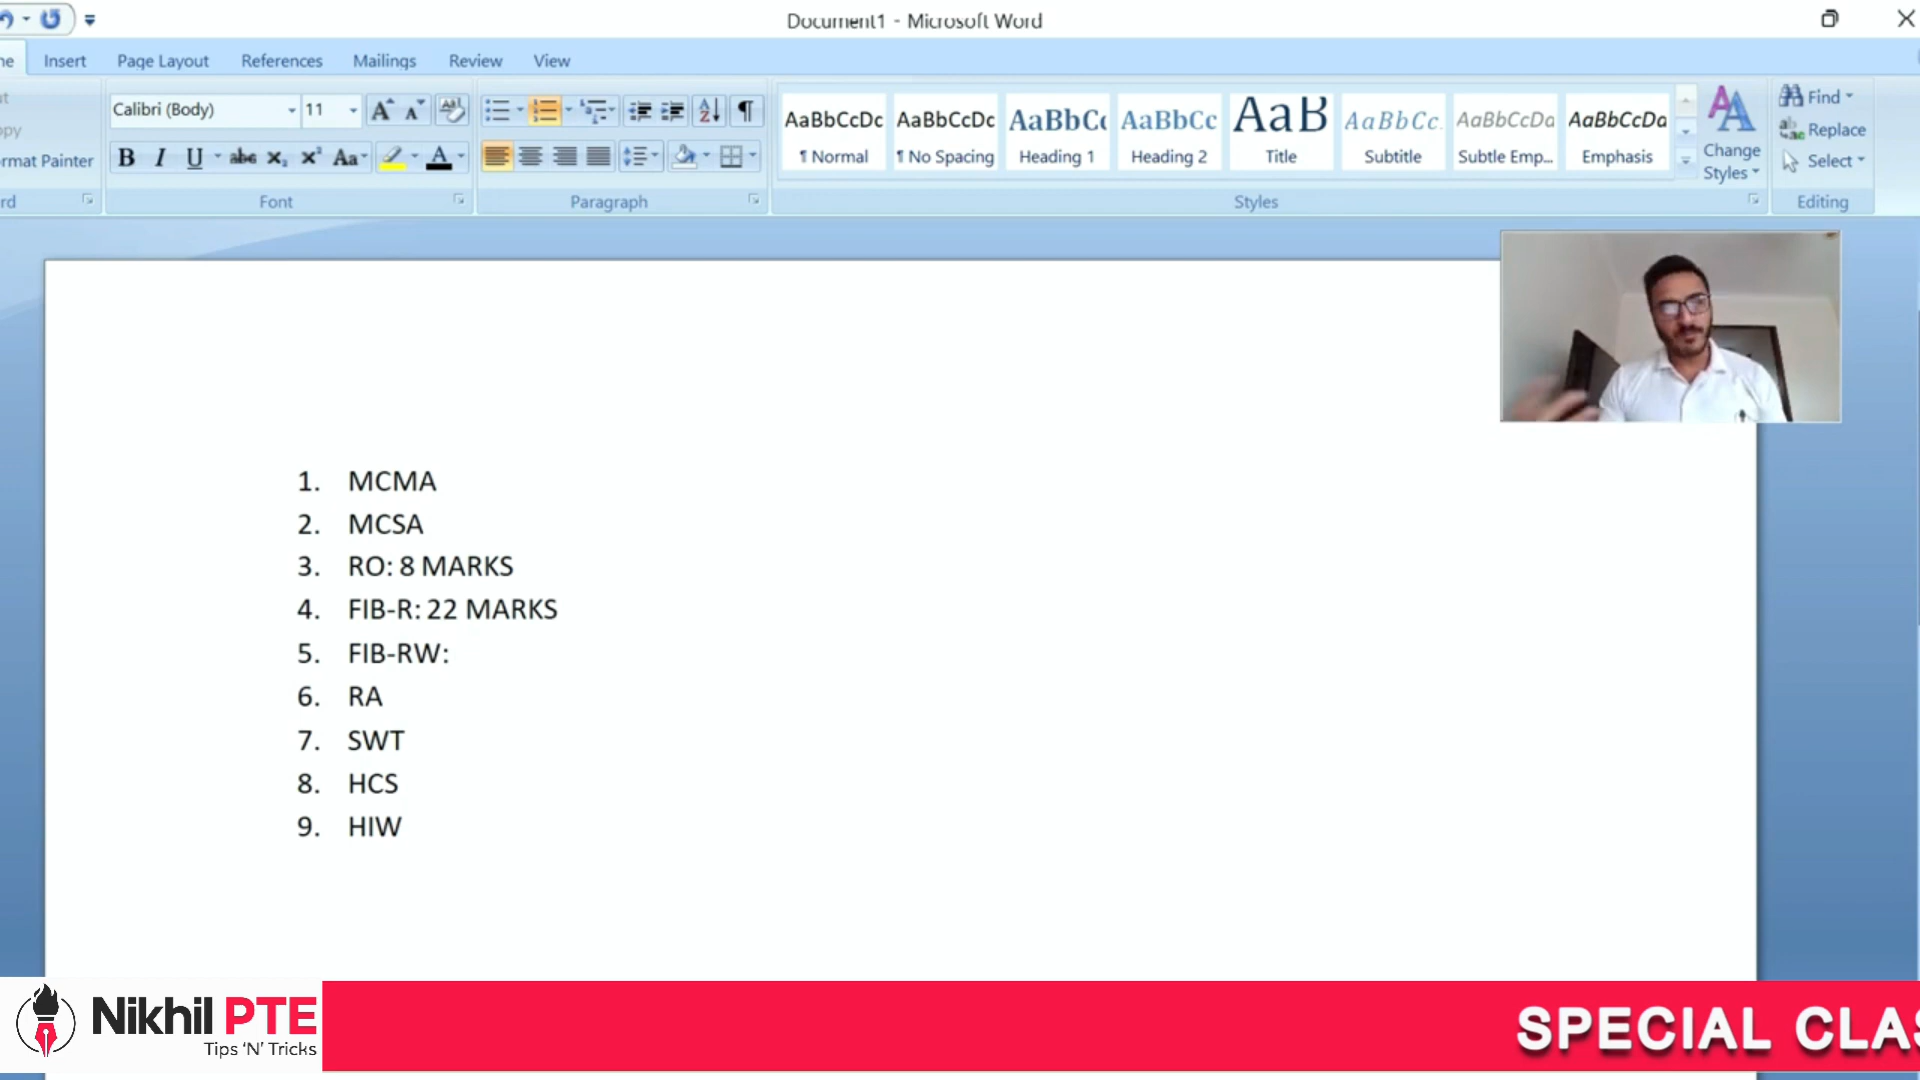 Document1 - Microsoft Word
Insert Page Layout References Mailings Review View
Calibri (Body) 11
Format Painter
AaBbCcDc AaBbCcDc AaBbCc AaBbCc AaB AaBbCc. AaBbCcDa AaBbCcDa
¶ Normal ¶ No Spacing Heading 1 Heading 2 Title Subtitle Subtle Emp... Emphasis
Change Styles
Find
Replace
Select
Font Paragraph Styles Editing
1. MCMA
2. MCSA
3. RO: 8 MARKS
4. FIB-R: 22 MARKS
5. FIB-RW:
6. RA
7. SWT
8. HCS
9. HIW
Nikhil PTE
Tips 'N' Tricks
SPECIAL CLAS